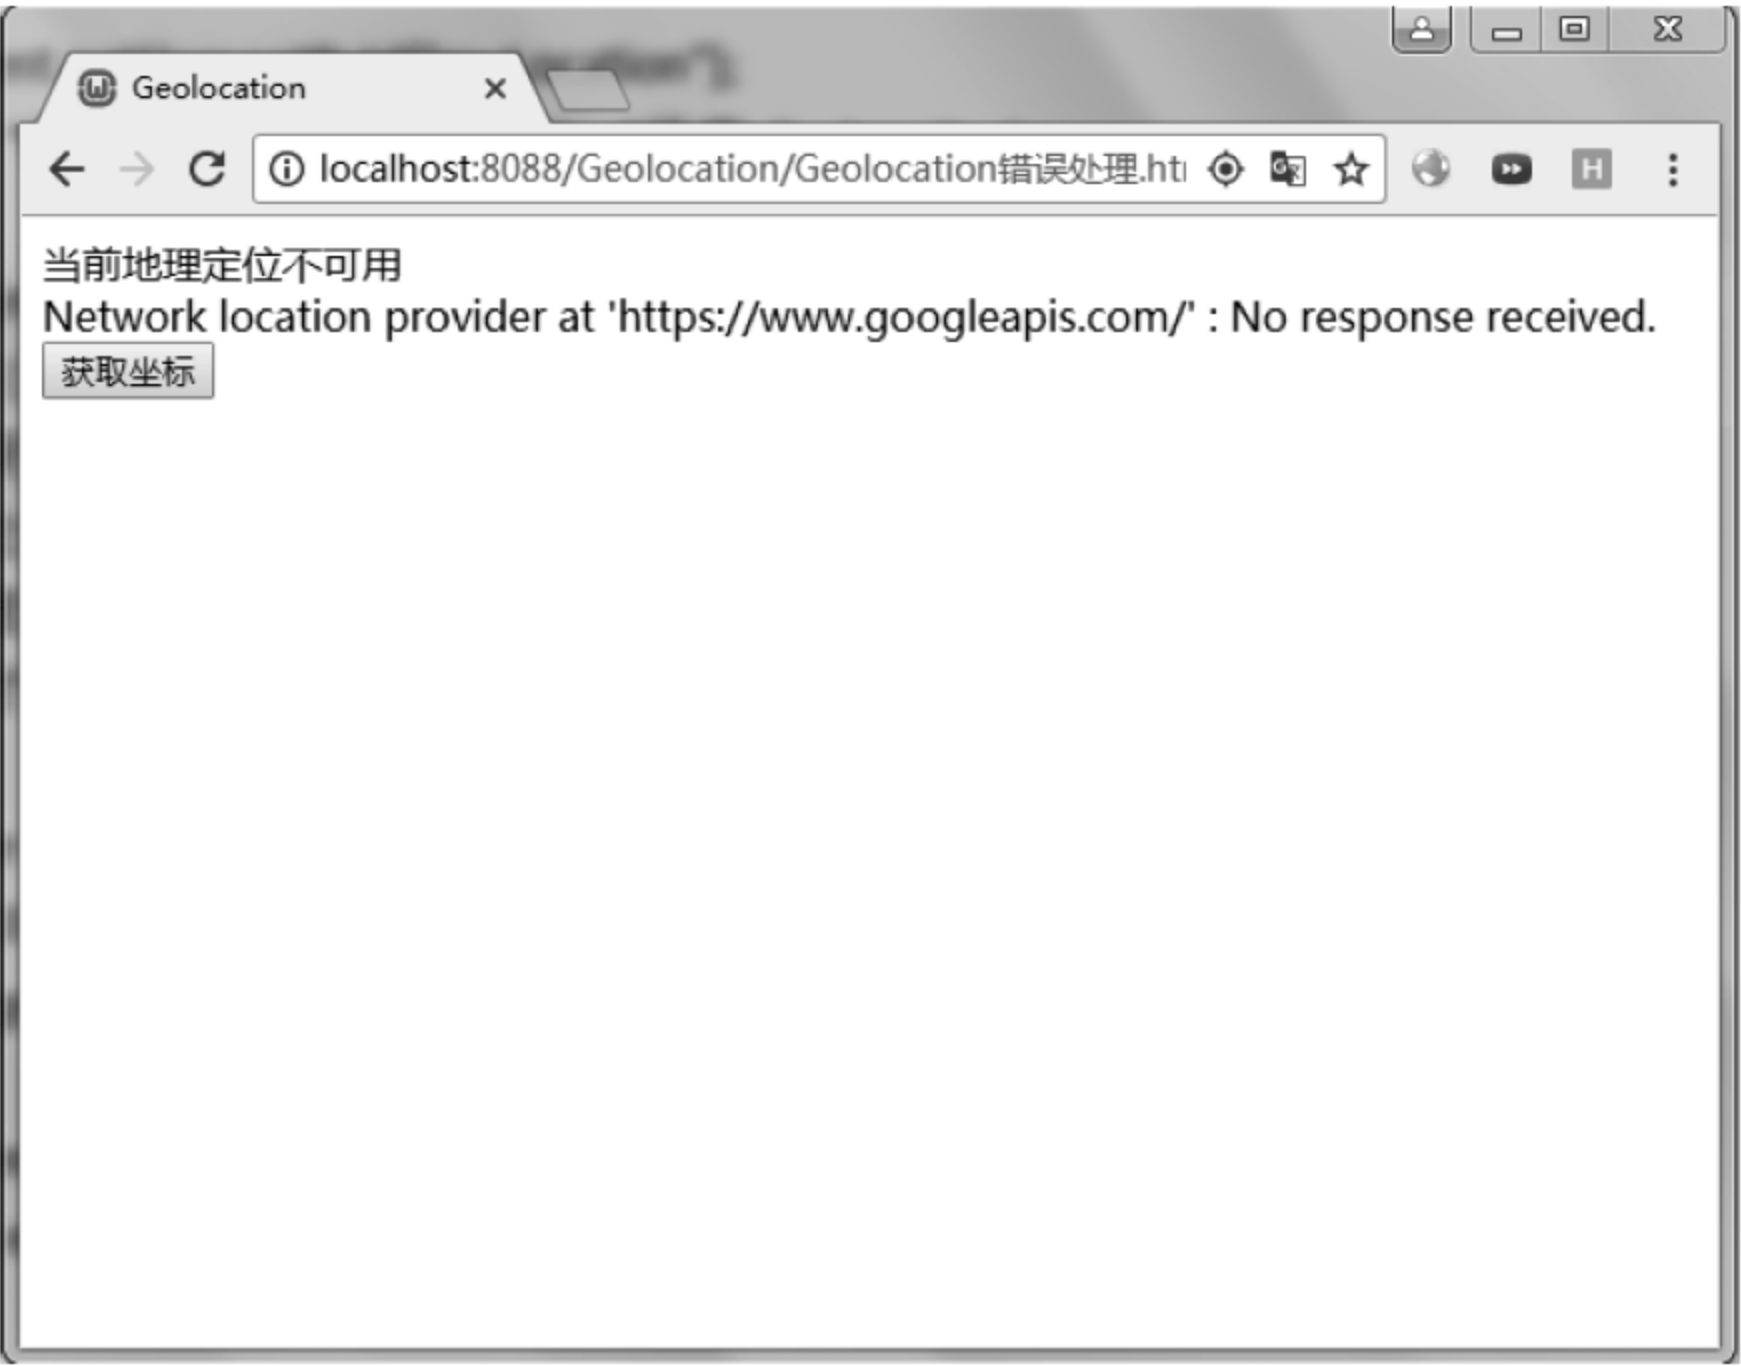 Geolocation
localhost:8088/Geolocation/Geolocation错误处理.htm
当前地理定位不可用
Network location provider at 'https://www.googleapis.com/' : No response received.
获取坐标